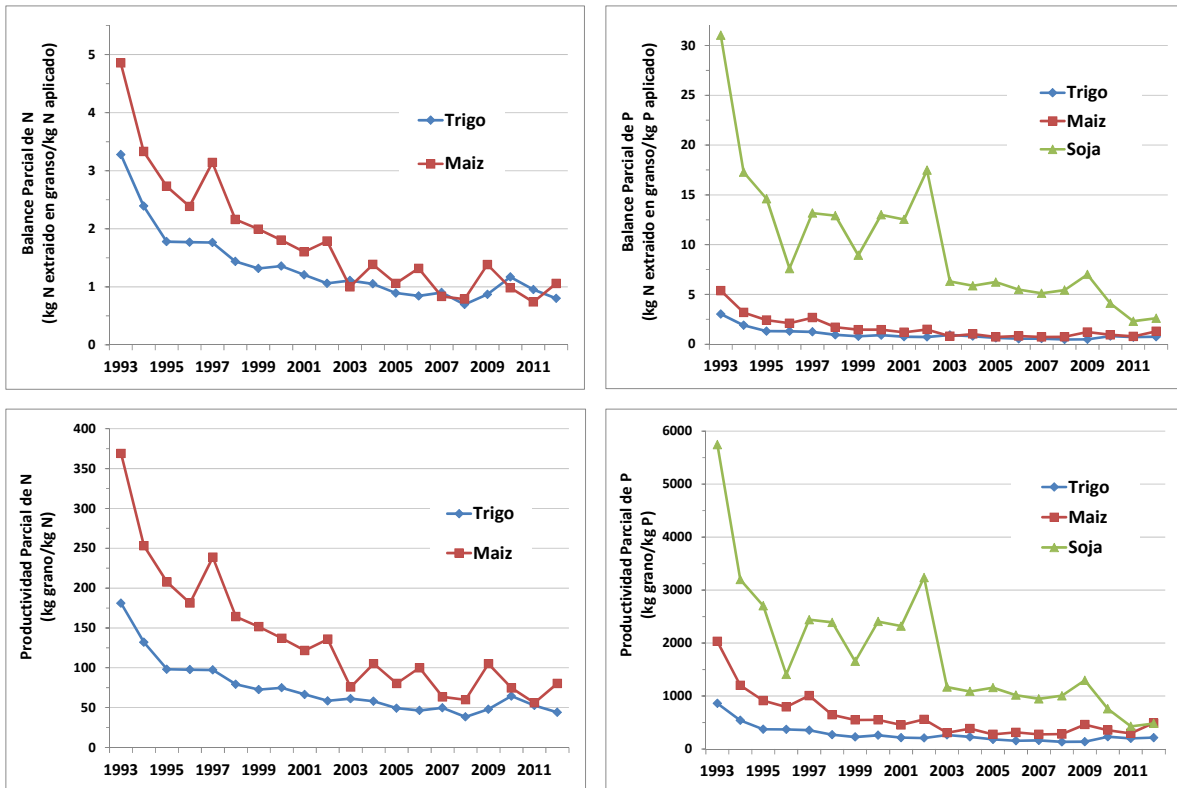 Balance Parcial de N
(kg N extraido en granso/kg N aplicado)
5
4
3
2
1
0
Trigo
Maiz
1993 1995 1997 1999 2001 2003 2005 2007 2009 2011
Balance Parcial de P
(kg N extraido en granso/kg P aplicado)
30
25
20
15
10
5
0
Trigo
Maiz
Soja
1993 1995 1997 1999 2001 2003 2005 2007 2009 2011
Productividad Parcial de N
(kg grano/kg N)
400
350
300
250
200
150
100
50
0
Trigo
Maiz
1993 1995 1997 1999 2001 2003 2005 2007 2009 2011
Productividad Parcial de P
(kg grano/kg P)
6000
5000
4000
3000
2000
1000
0
Trigo
Maiz
Soja
1993 1995 1997 1999 2001 2003 2005 2007 2009 2011